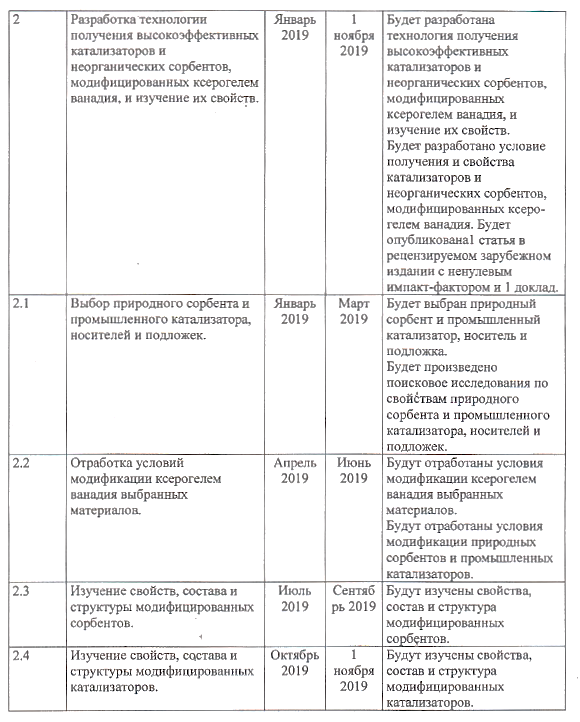 2
Разработка технологии
получения высокоэффективных
катализаторов и
неорганических сорбентов,
модифицированных ксерогелем
ванадия, и изучение их свойств.
Январь
2019
1
ноября
2019
Будет разработана
технология получения
высокоэффективных
катализаторов и
неорганических сорбентов,
модифицированных
ксерогелем ванадия, и
изучение их свойств.
Будет разработано условие
получения и свойства
катализаторов и
неорганических сорбентов,
модифицированных ксеро-
гелем ванадия. Будет
опубликована1 статья в
рецензируемом зарубежном
издании с ненулевым
импакт-фактором и 1 доклад.
2.1
Выбор природного сорбента и
промышленного катализатора,
носителей и подложек.
Январь
2019
Март
2019
Будет выбран природный
сорбент и промышленный
катализатор, носитель и
подложка.
Будет произведено
поисковое исследования по
свойствам природного
сорбента и промышленного
катализатора, носителей и
подложек.
2.2
Отработка условий
модификации ксерогелем
ванадия выбранных
материалов.
Апрель
2019
Июнь
2019
Будут отработаны условия
модификации ксерогелем
ванадия выбранных
материалов.
Будут отработаны условия
модификации природных
сорбентов и промышленных
катализаторов.
2.3
Изучение свойств, состава и
структуры модифицированных
сорбентов.
Июль
2019
Сентяб
рь 2019
Будут изучены свойства,
состав и структура
модифицированных
сорбентов.
2.4
Изучение свойств, состава и
структуры модифицированных
катализаторов.
Октябрь
2019
1
ноября
2019
Будут изучены свойства,
состав и структура
модифицированных
катализаторов.